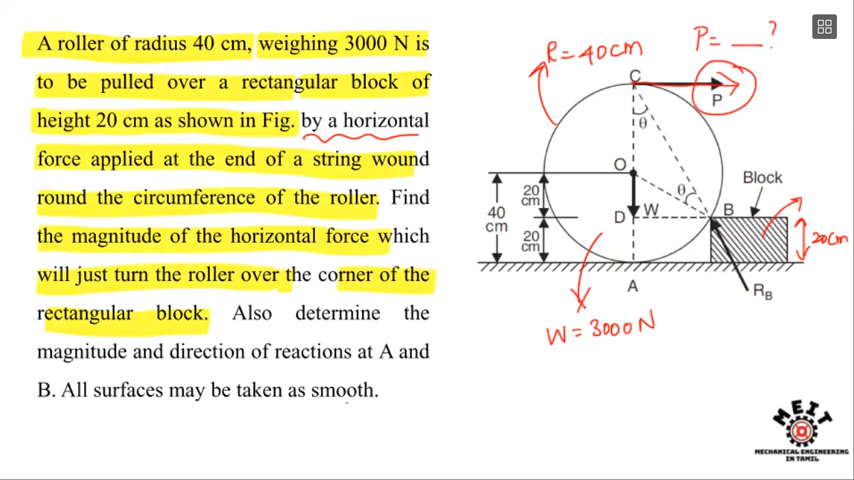 A roller of radius 40 cm, weighing 3000 N is
to be pulled over a rectangular block of
height 20 cm as shown in Fig. by a horizontal
force applied at the end of a string wound
round the circumference of the roller. Find
the magnitude of the horizontal force which
will just turn the roller over the corner of the
rectangular block. Also determine the
magnitude and direction of reactions at A and
B. All surfaces may be taken as smooth.
R=40cm
P= __?
C
P
θ
O
θ
Block
20
cm
40
cm
D
W
B
20
cm
20cm
A
R_B
W=3000N
MEIT
MECHANICAL ENGINEERING
IN TAMIL